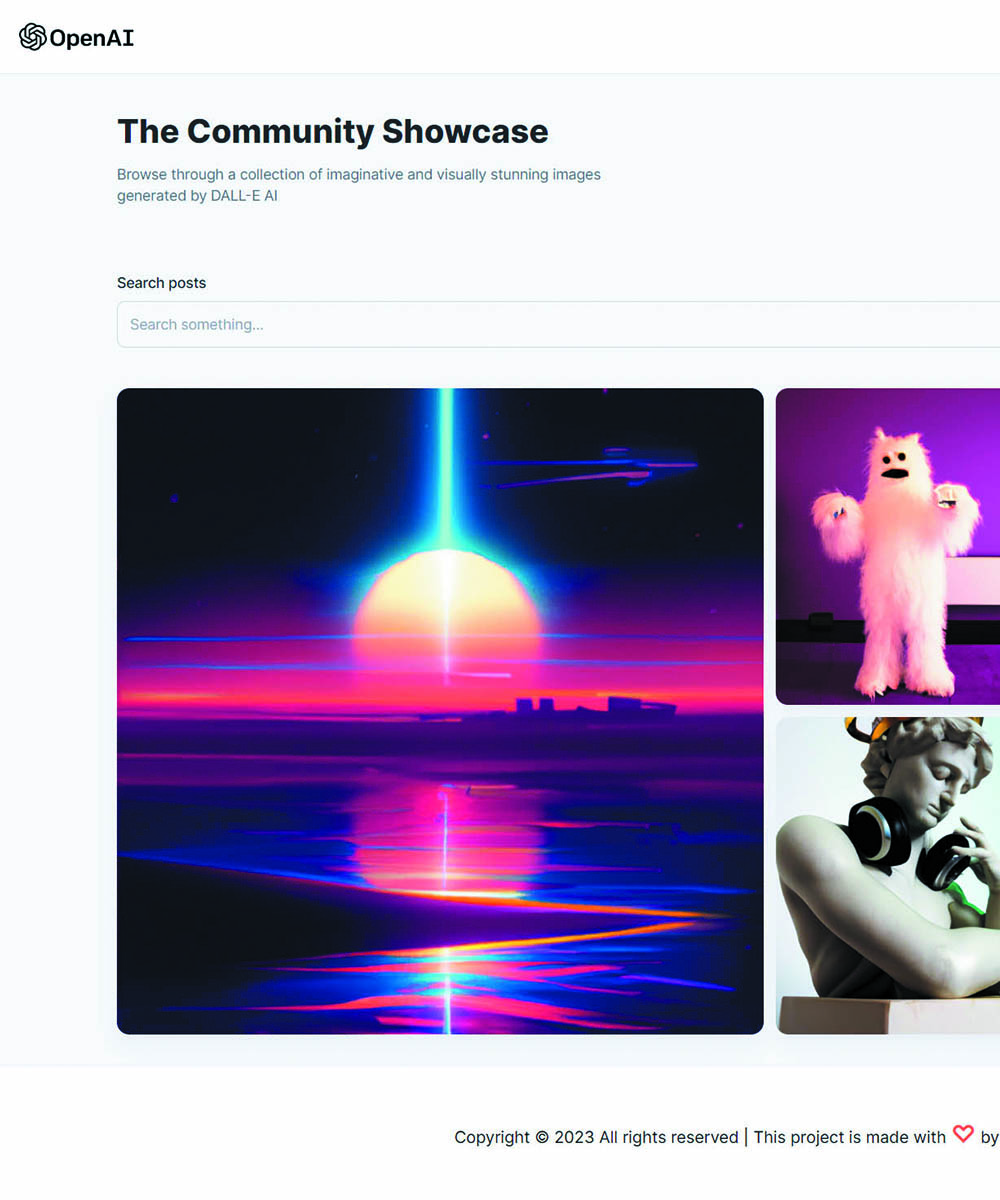 OpenAI
The Community Showcase
Browse through a collection of imaginative and visually stunning images
generated by DALL-E AI
Search posts
Search something...
Copyright © 2023 All rights reserved | This project is made with ♡ by